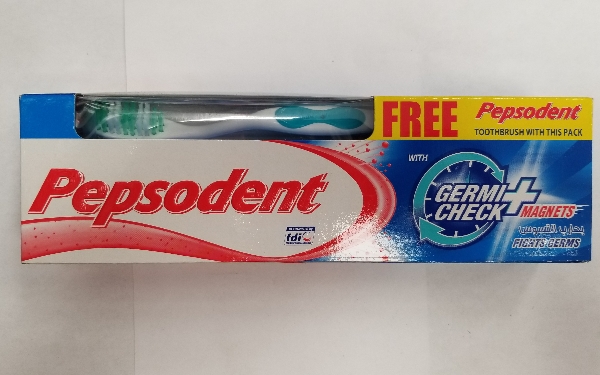 FREE
Pepsodent
TOOTHBRUSH WITH THIS PACK
Pepsodent
fdi
WITH
GERMI
CHECK+
MAGNETS
FIGHTS GERMS